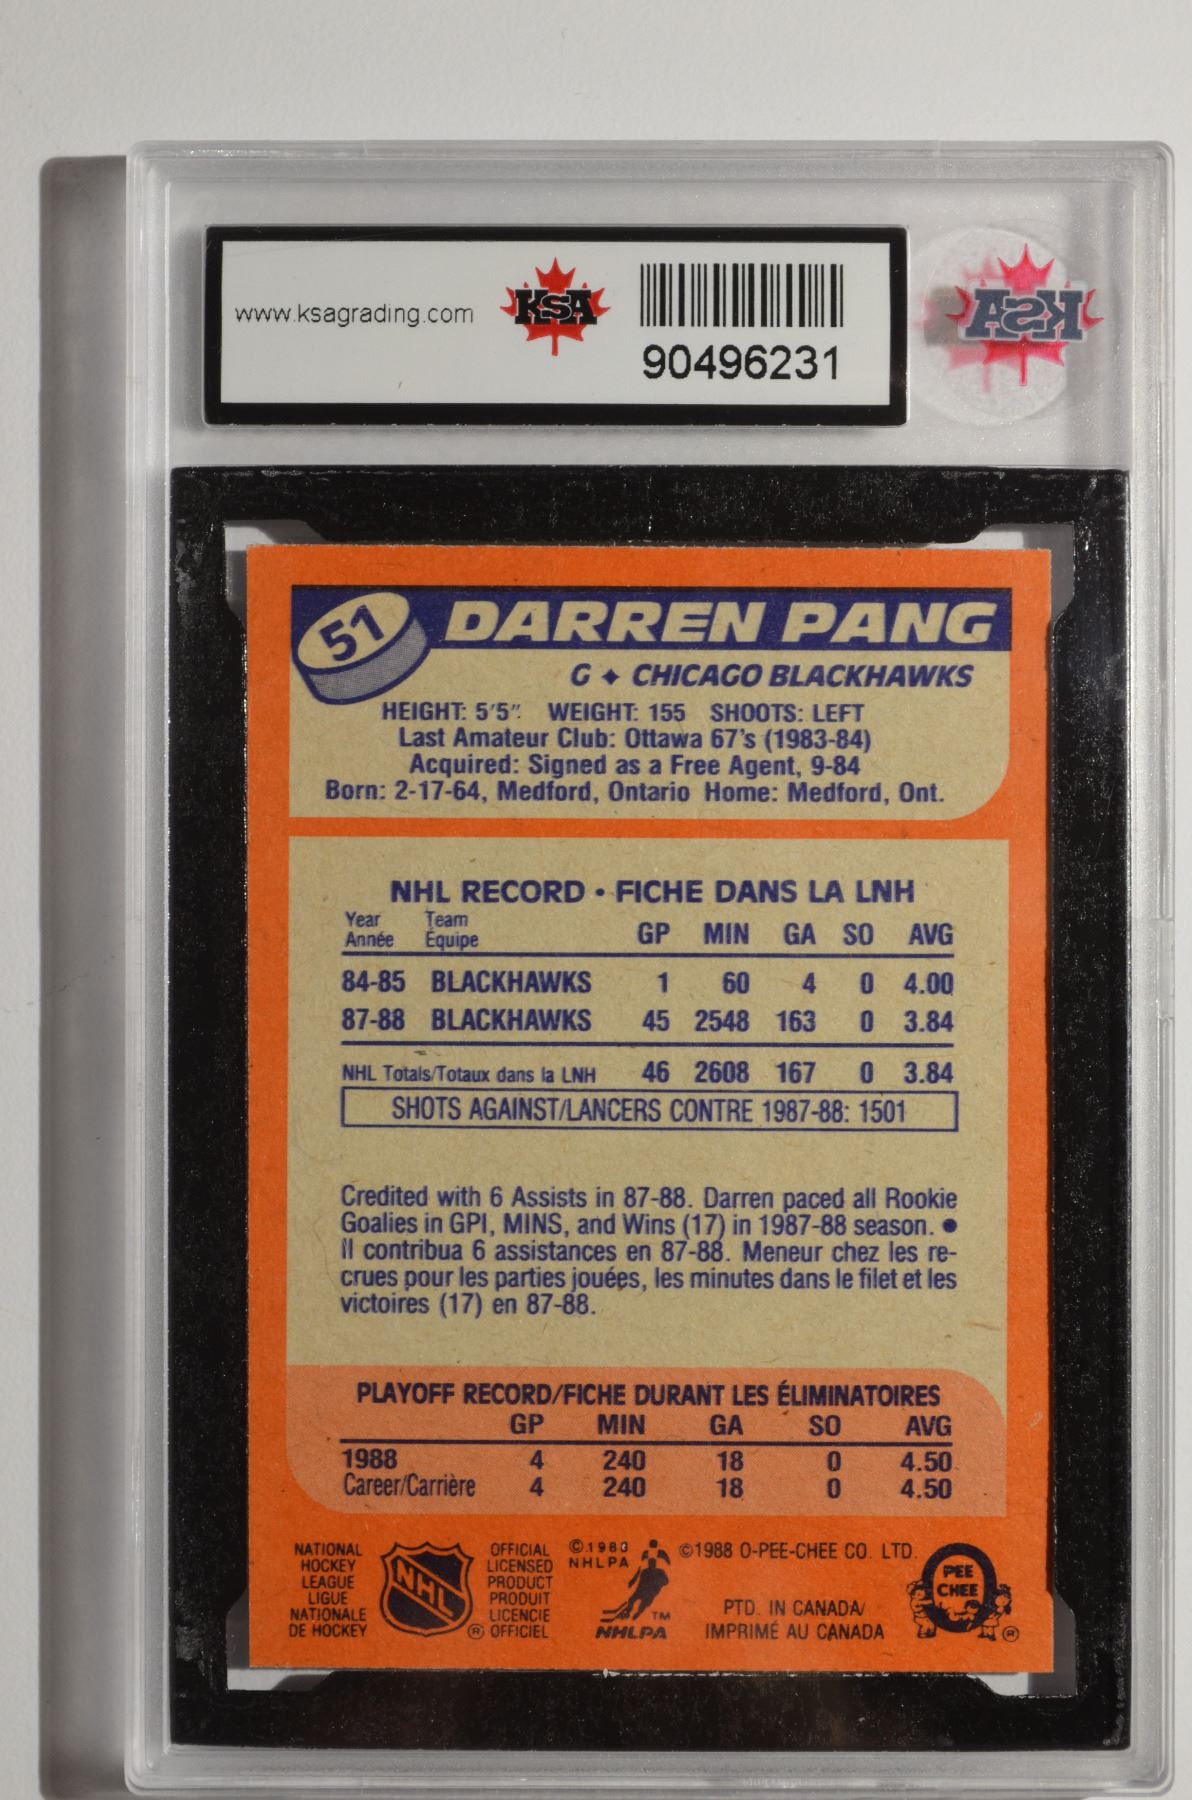 www.ksagrading.com
KSA
90496231
KSA
51
DARREN PANG
G ✦ CHICAGO BLACKHAWKS
HEIGHT: 5'5" WEIGHT: 155 SHOOTS: LEFT
Last Amateur Club: Ottawa 67's (1983-84)
Acquired: Signed as a Free Agent, 9-84
Born: 2-17-64, Medford, Ontario Home: Medford, Ont.
NHL RECORD • FICHE DANS LA LNH
Year Team
Année Équipe GP MIN GA SO AVG
84-85 BLACKHAWKS 1 60 4 0 4.00
87-88 BLACKHAWKS 45 2548 163 0 3.84
NHL Totals/Totaux dans la LNH 46 2608 167 0 3.84
SHOTS AGAINST/LANCERS CONTRE 1987-88: 1501
Credited with 6 Assists in 87-88. Darren paced all Rookie
Goalies in GPI, MINS, and Wins (17) in 1987-88 season. ●
Il contribua 6 assistances en 87-88. Meneur chez les re-
crues pour les parties jouées, les minutes dans le filet et les
victoires (17) en 87-88.
PLAYOFF RECORD/FICHE DURANT LES ÉLIMINATOIRES
GP MIN GA SO AVG
1988 4 240 18 0 4.50
Career/Carrière 4 240 18 0 4.50
NATIONAL
HOCKEY
LEAGUE
LIGUE
NATIONALE
DE HOCKEY
NHL
®
OFFICIAL
LICENSED
PRODUCT
PRODUIT
LICENCIE
OFFICIEL
©1983
NHLPA
TM
NHLPA
©1988 O-PEE-CHEE CO. LTD.
PTD. IN CANADA/
IMPRIMÉ AU CANADA
PEE
CHEE
®